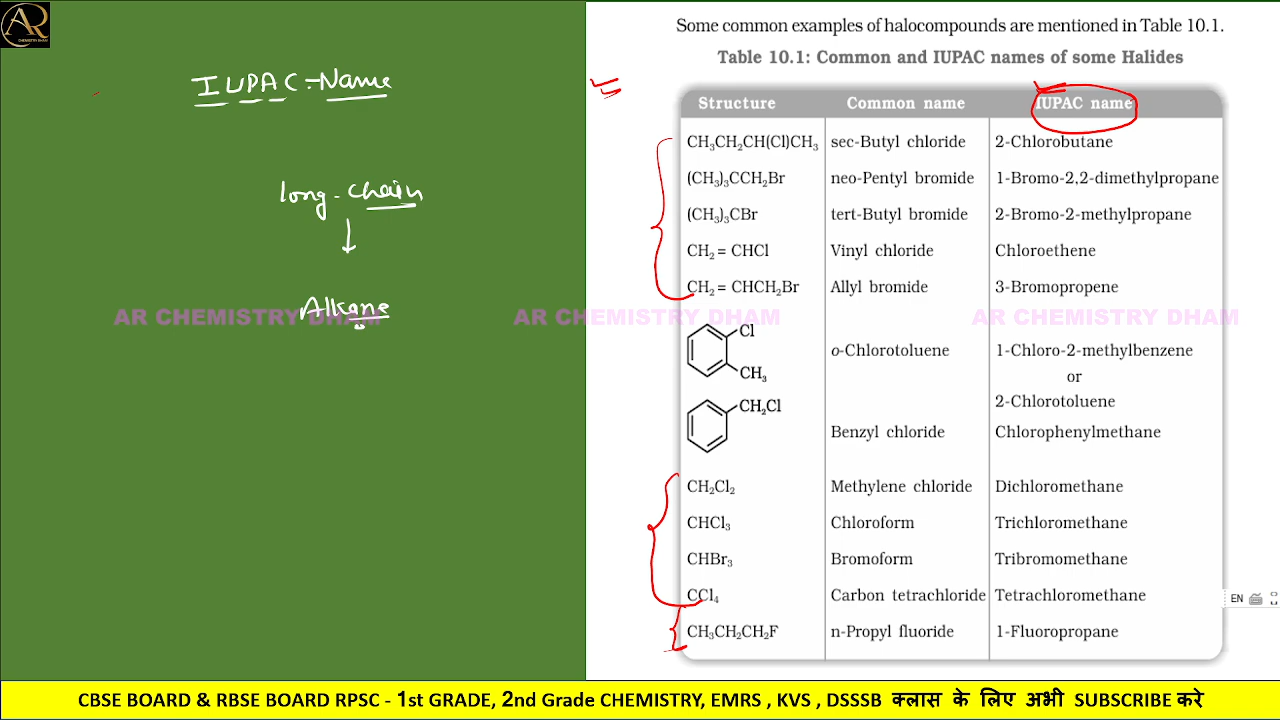 AR
CHEMISTRY DHAM
IUPAC - Name
long - chain
Alkane
AR CHEMISTRY DHAM AR CHEMISTRY DHAM AR CHEMISTRY DHAM
Some common examples of halocompounds are mentioned in Table 10.1.
Table 10.1: Common and IUPAC names of some Halides
Structure Common name IUPAC name
CH₃CH₂CH(Cl)CH₃ sec-Butyl chloride 2-Chlorobutane
(CH₃)₃CCH₂Br neo-Pentyl bromide 1-Bromo-2,2-dimethylpropane
(CH₃)₃CBr tert-Butyl bromide 2-Bromo-2-methylpropane
CH₂ = CHCl Vinyl chloride Chloroethene
CH₂ = CHCH₂Br Allyl bromide 3-Bromopropene
Cl
CH₃
o-Chlorotoluene 1-Chloro-2-methylbenzene
or
2-Chlorotoluene
CH₂Cl
Benzyl chloride Chlorophenylmethane
CH₂Cl₂ Methylene chloride Dichloromethane
CHCl₃ Chloroform Trichloromethane
CHBr₃ Bromoform Tribromomethane
CCl₄ Carbon tetrachloride Tetrachloromethane
CH₃CH₂CH₂F n-Propyl fluoride 1-Fluoropropane
EN
CBSE BOARD & RBSE BOARD RPSC - 1st GRADE, 2nd Grade CHEMISTRY, EMRS , KVS , DSSSB क्लास के लिए अभी SUBSCRIBE करे